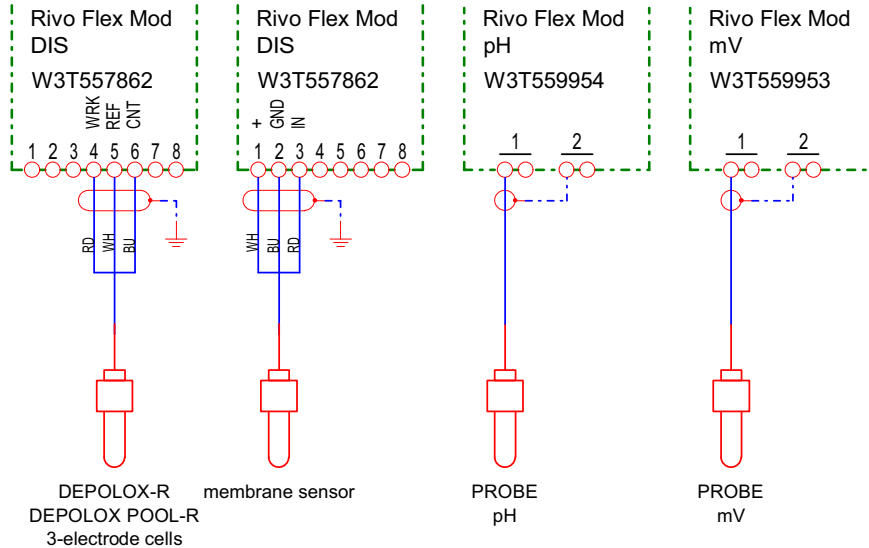 Rivo Flex Mod
DIS
W3T557862
WRK
REF
CNT
1 2 3 4 5 6 7 8
RD
WH
BU
DEPOLOX-R
DEPOLOX POOL-R
3-electrode cells
Rivo Flex Mod
DIS
W3T557862
+
GND
IN
1 2 3 4 5 6 7 8
WH
BU
RD
membrane sensor
Rivo Flex Mod
pH
W3T559954
1 2
PROBE
pH
Rivo Flex Mod
mV
W3T559953
1 2
PROBE
mV